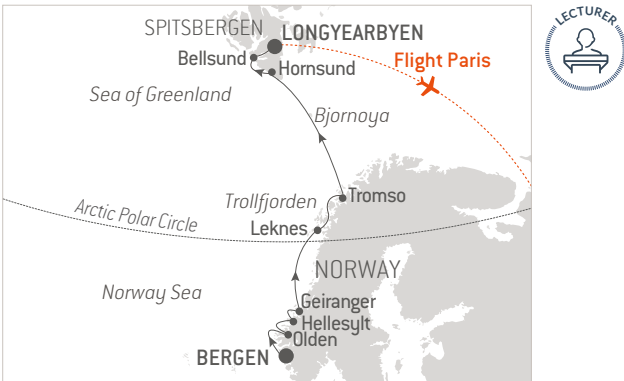 LECTURER
SPITSBERGEN
LONGYEARBYEN
Bellsund
Flight Paris
Hornsund
Sea of Greenland
Bjornoya
Tromso
Trollfjorden
Arctic Polar Circle
Leknes
NORWAY
Norway Sea
Geiranger
Hellesylt
Olden
BERGEN